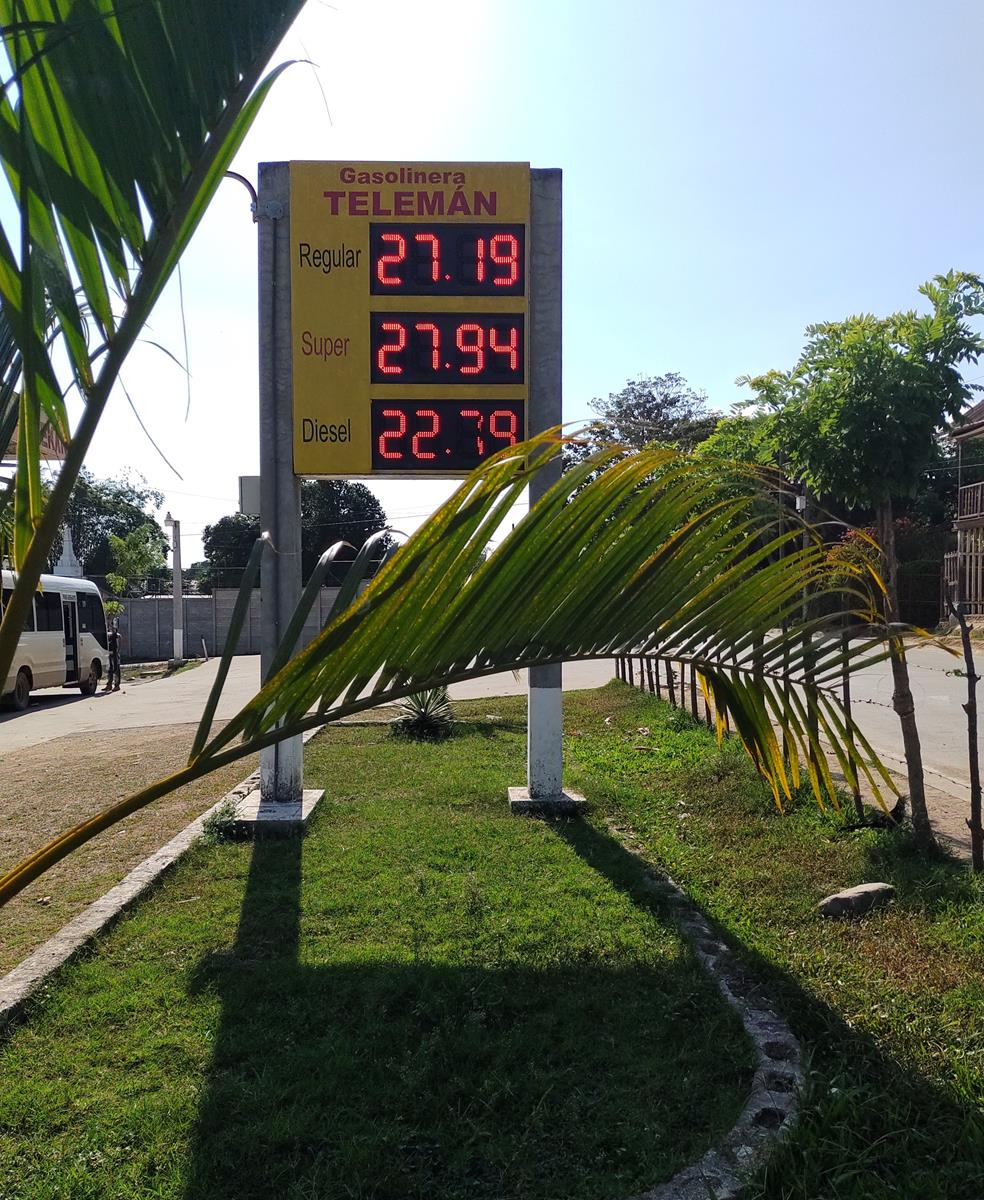 Gasolinera
TELEMÁN
Regular 27.19
Super 27.94
Diesel 22.79